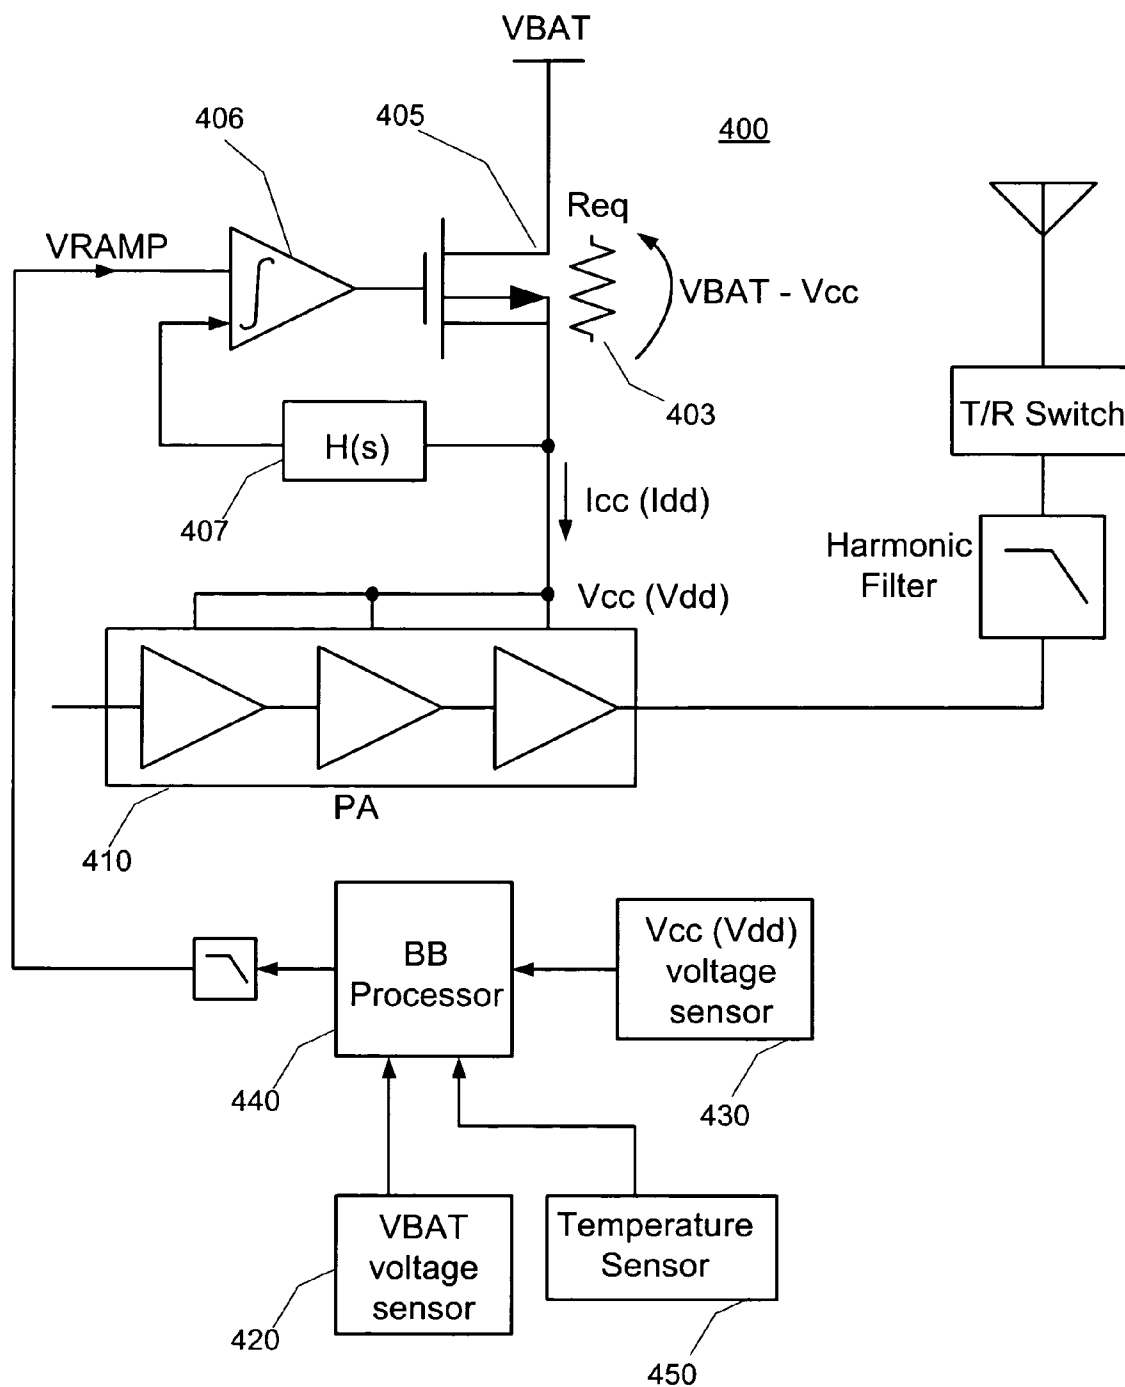 VBAT
406
405
400
Req
VRAMP
∫
VBAT - Vcc
403
T/R Switch
H(s)
407
Icc (Idd)
Harmonic
Filter
Vcc (Vdd)
PA
410
BB
Processor
Vcc (Vdd)
voltage
sensor
440
430
VBAT
voltage
sensor
Temperature
Sensor
420
450